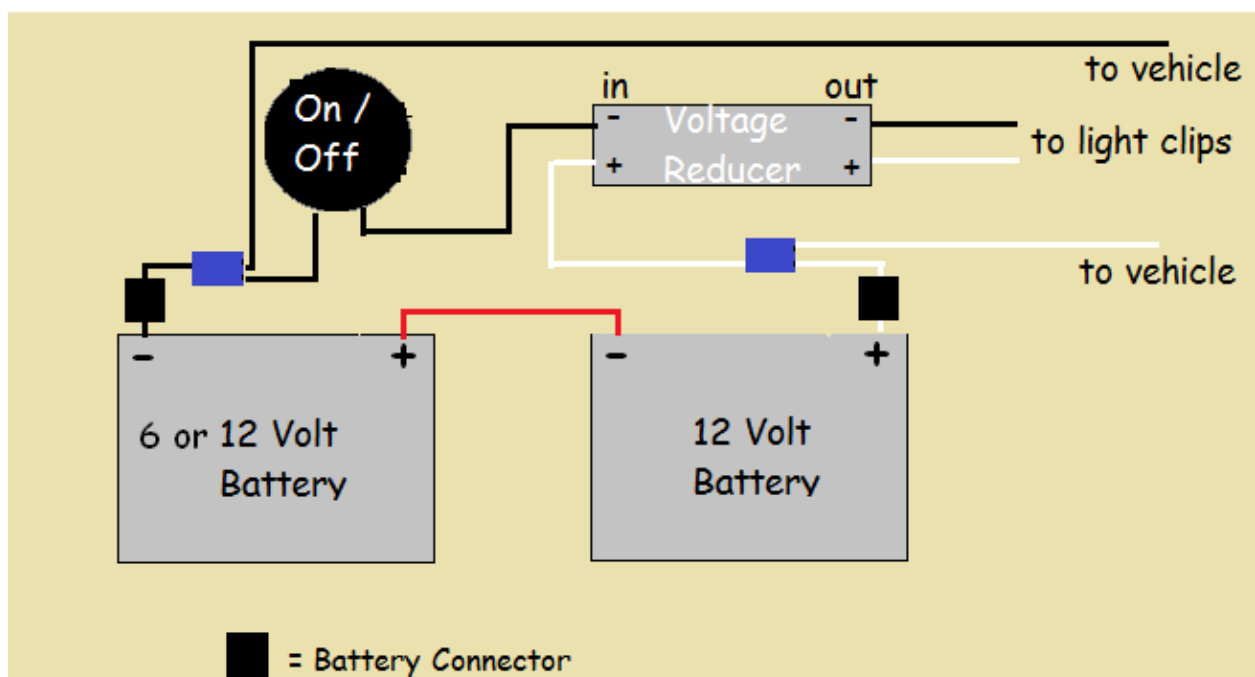 to vehicle
in
out
On /
Off
- Voltage -
+ Reducer +
to light clips
to vehicle
- +
- +
6 or 12 Volt
Battery
12 Volt
Battery
= Battery Connector